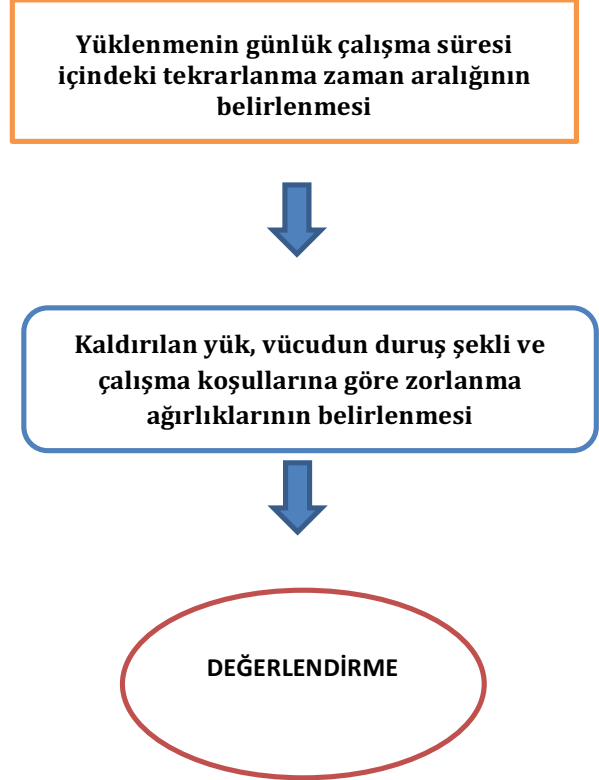 Yüklenmenin günlük çalışma süresi
içindeki tekrarlanma zaman aralığının
belirlenmesi
Kaldırılan yük, vücudun duruş şekli ve
çalışma koşullarına göre zorlanma
ağırlıklarının belirlenmesi
DEĞERLENDİRME